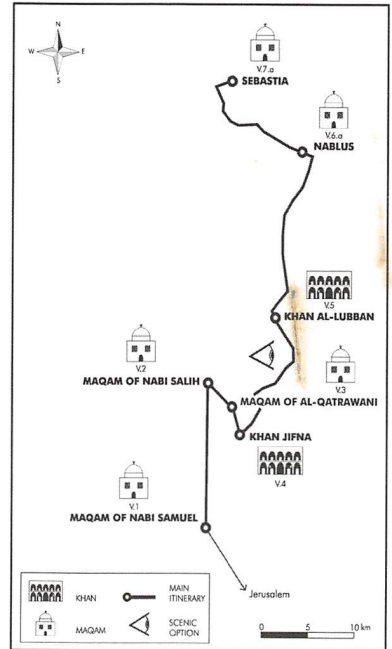 N
W E
S
V.7.a
SEBASTIA
V.6.a
NABLUS
V.5
KHAN AL-LUBBAN
V.2
MAQAM OF NABI SALIH
V.3
MAQAM OF AL-QATRAWANI
KHAN JIFNA
V.4
V.1
MAQAM OF NABI SAMUEL
Jerusalem
KHAN
MAIN
ITINERARY
MAQAM
SCENIC
OPTION
0 5 10 km